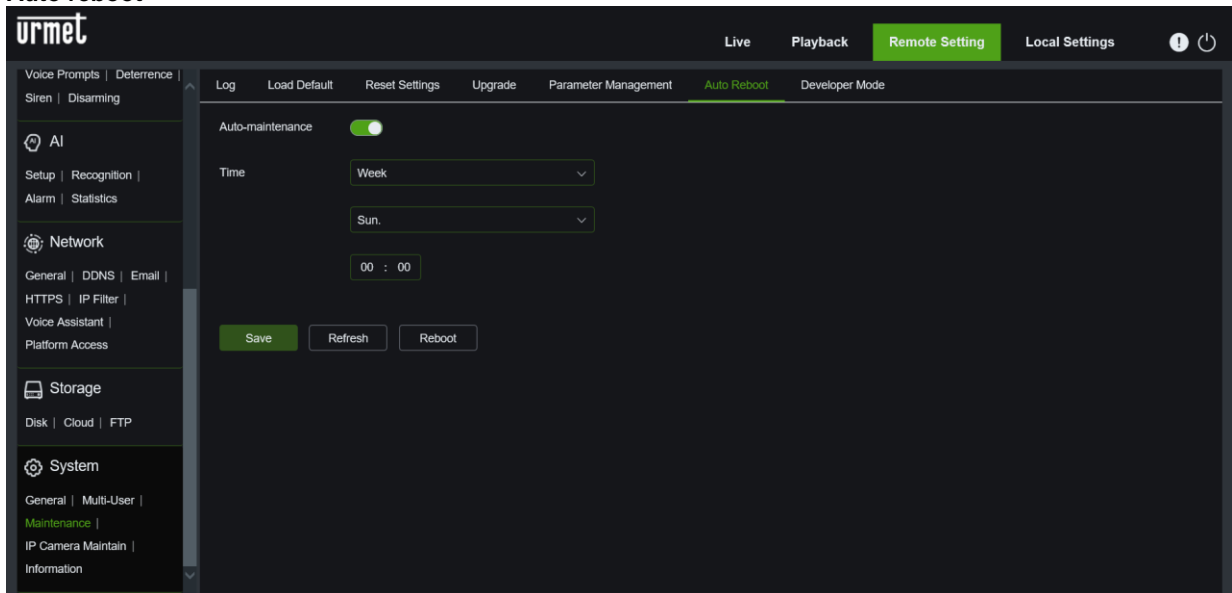 Auto reboot
urmet
Live Playback Remote Setting Local Settings
Voice Prompts | Deterrence |
Siren | Disarming
AI
Setup | Recognition |
Alarm | Statistics
Network
General | DDNS | Email |
HTTPS | IP Filter |
Voice Assistant |
Platform Access
Storage
Disk | Cloud | FTP
System
General | Multi-User |
Maintenance |
IP Camera Maintain |
Information
Log Load Default Reset Settings Upgrade Parameter Management Auto Reboot Developer Mode
Auto-maintenance
Time Week
Sun.
00 : 00
Save Refresh Reboot